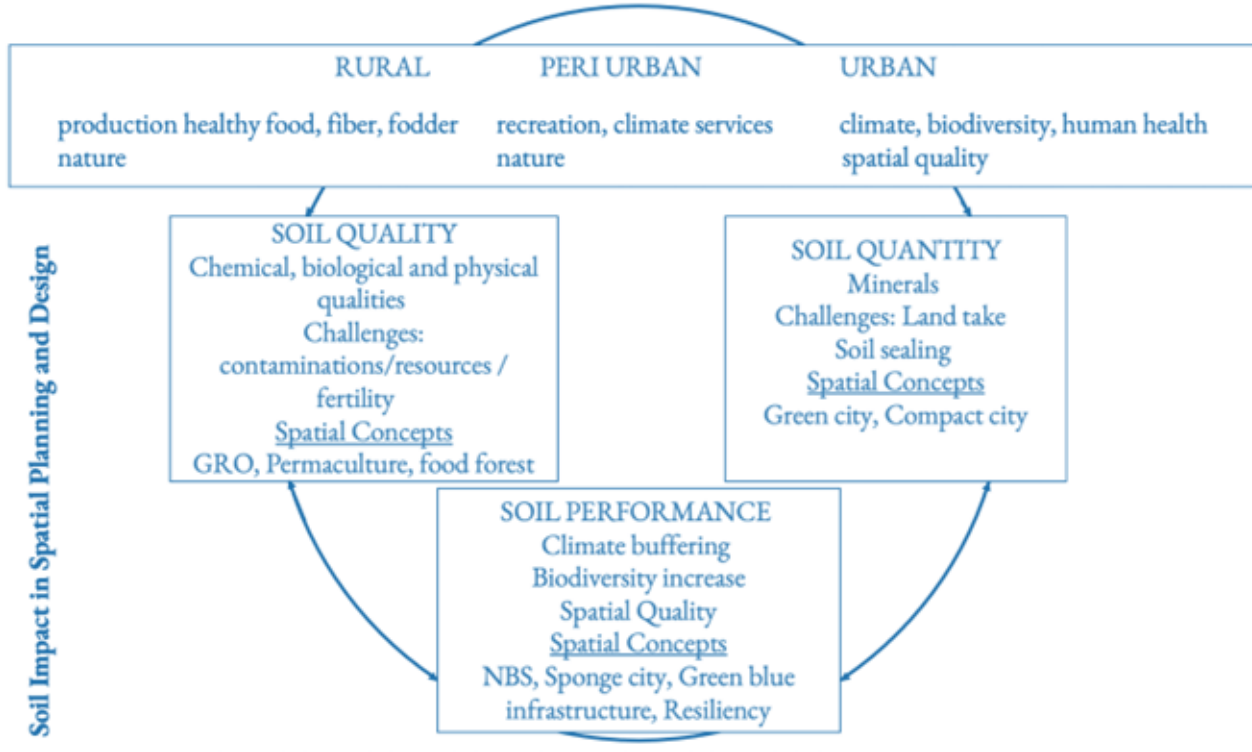 RURAL PERI URBAN URBAN
production healthy food, fiber, fodder
nature
recreation, climate services
nature
climate, biodiversity, human health
spatial quality
Soil Impact in Spatial Planning and Design
SOIL QUALITY
Chemical, biological and physical
qualities
Challenges:
contaminations/resources /
fertility
Spatial Concepts
GRO, Permaculture, food forest
SOIL QUANTITY
Minerals
Challenges: Land take
Soil sealing
Spatial Concepts
Green city, Compact city
SOIL PERFORMANCE
Climate buffering
Biodiversity increase
Spatial Quality
Spatial Concepts
NBS, Sponge city, Green blue
infrastructure, Resiliency